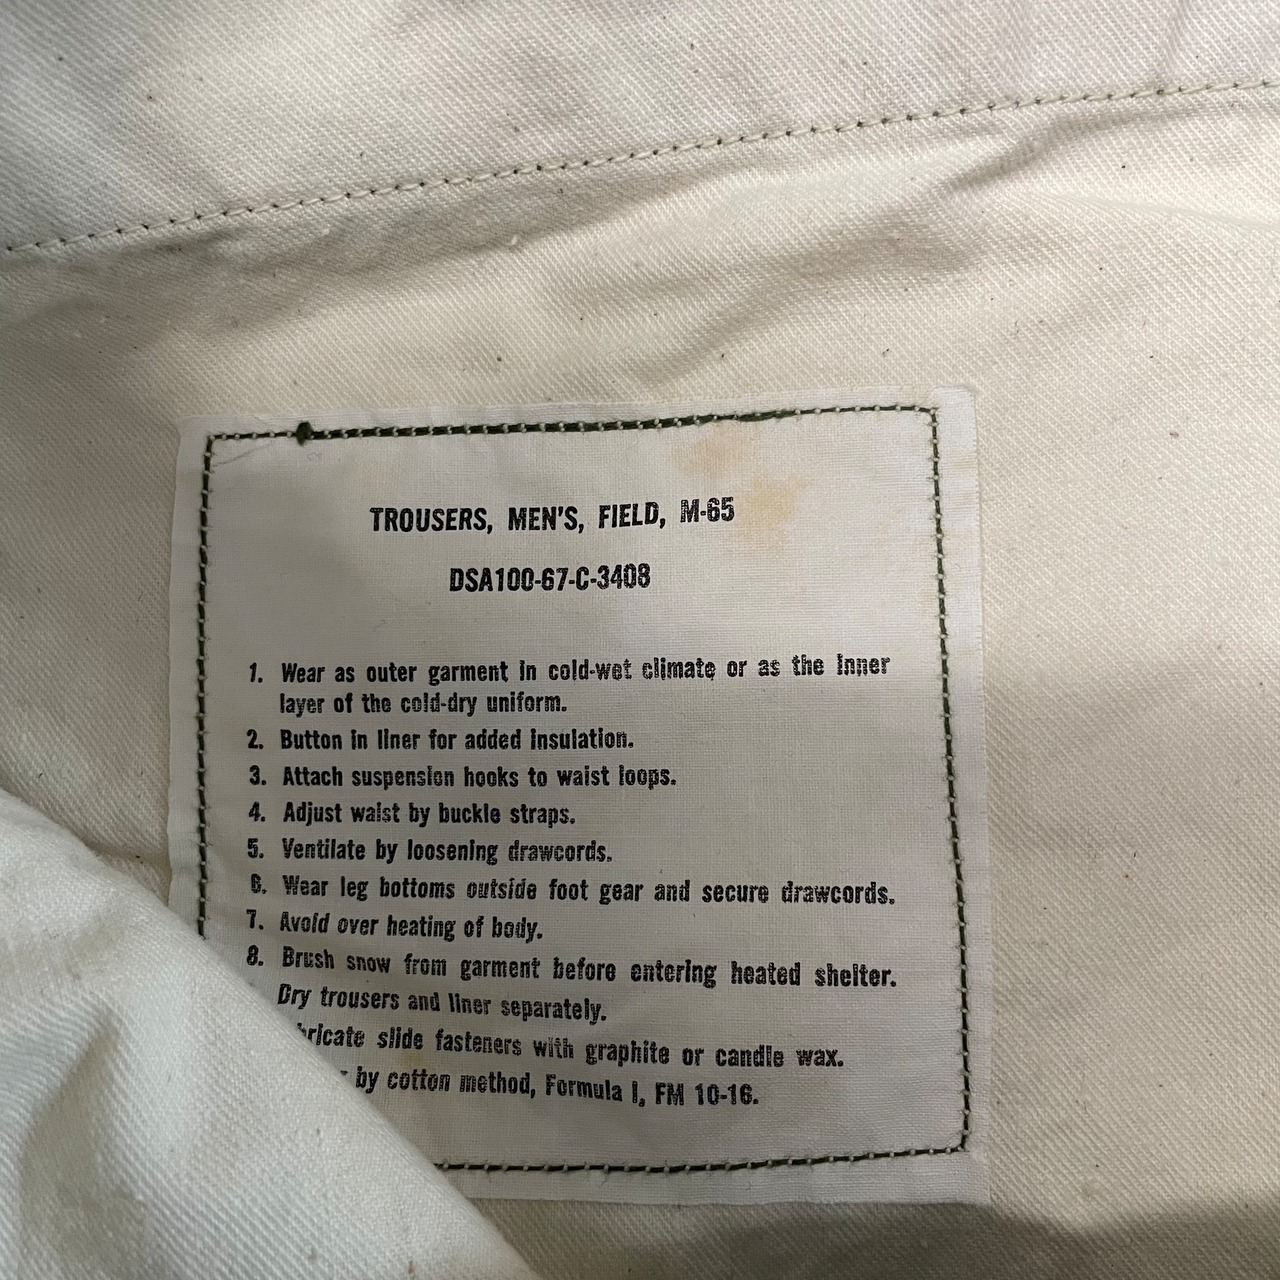 TROUSERS, MEN'S, FIELD, M-65
DSA100-67-C-3408
1. Wear as outer garment in cold-wet climate or as the inner
layer of the cold-dry uniform.
2. Button in liner for added insulation.
3. Attach suspension hooks to waist loops.
4. Adjust waist by buckle straps.
5. Ventilate by loosening drawcords.
6. Wear leg bottoms outside foot gear and secure drawcords.
7. Avoid over heating of body.
8. Brush snow from garment before entering heated shelter.
Dry trousers and liner separately.
slide fasteners with graphite or candle wax.
by cotton method, Formula I, FM 10-16.